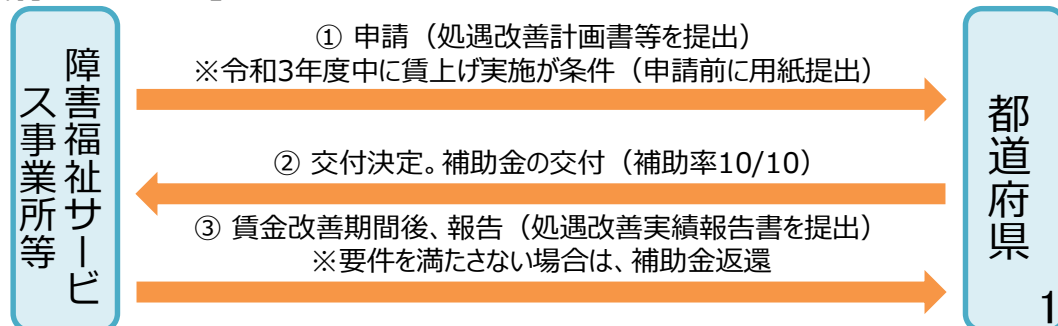 障害福祉サービ
ス事業所等
① 申請（処遇改善計画書等を提出）
※令和3年度中に賃上げ実施が条件（申請前に用紙提出）
② 交付決定。補助金の交付（補助率10/10）
③ 賃金改善期間後、報告（処遇改善実績報告書を提出）
※要件を満たさない場合は、補助金返還
都道府県
1